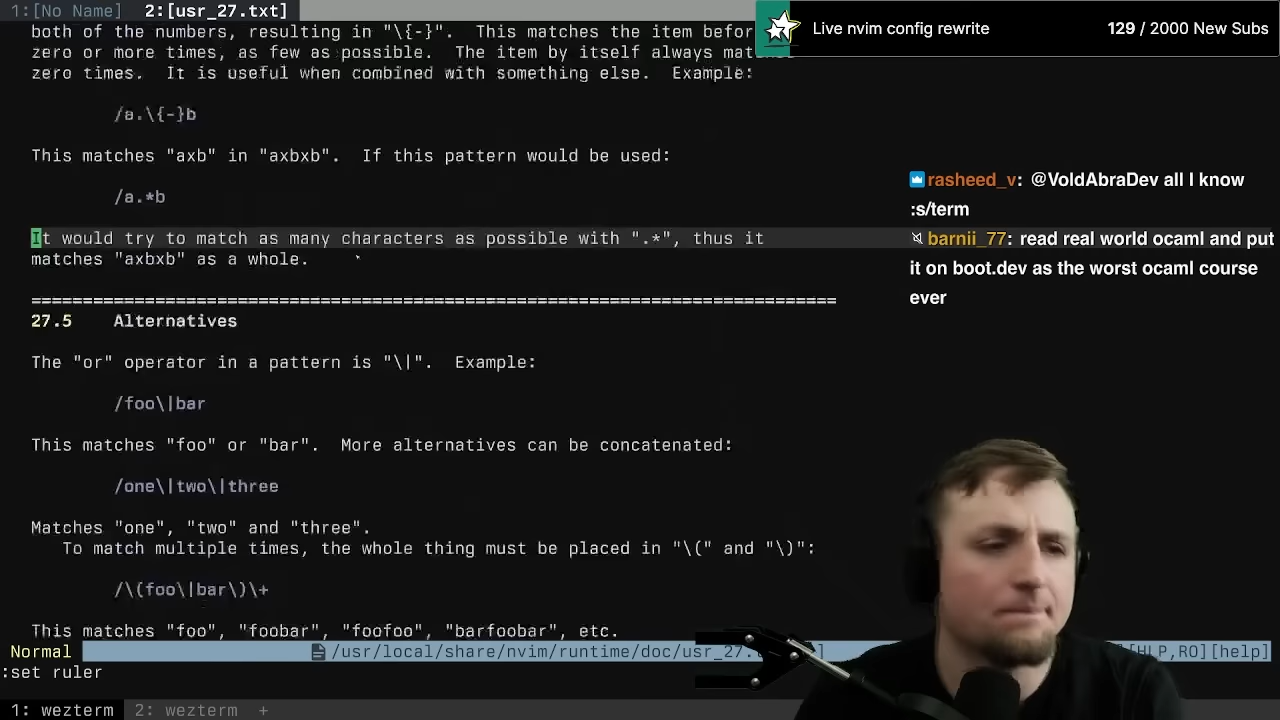 1:[No Name]  2:[usr_27.txt]
both of the numbers, resulting in "\{-}".  This matches the item befor
zero or more times, as few as possible.  The item by itself always mat
zero times.  It is useful when combined with something else.  Example:
/a.\{-}b
This matches "axb" in "axbxb".  If this pattern would be used:
/a.*b
It would try to match as many characters as possible with ".*", thus it
matches "axbxb" as a whole.
=============================================================================
27.5    Alternatives
The "or" operator in a pattern is "\|".  Example:
/foo\|bar
This matches "foo" or "bar".  More alternatives can be concatenated:
/one\|two\|three
Matches "one", "two" and "three".
To match multiple times, the whole thing must be placed in "\(" and "\)":
/\(foo\|bar\)\+
This matches "foo", "foobar", "foofoo", "barfoobar", etc.
Normal /usr/local/share/nvim/runtime/doc/usr_27. [HLP,RO][help]
:set ruler
1: wezterm  2: wezterm  +
Live nvim config rewrite 129 / 2000 New Subs
rasheed_v: @VoldAbraDev all I know
:s/term
barnii_77: read real world ocaml and put
it on boot.dev as the worst ocaml course
ever